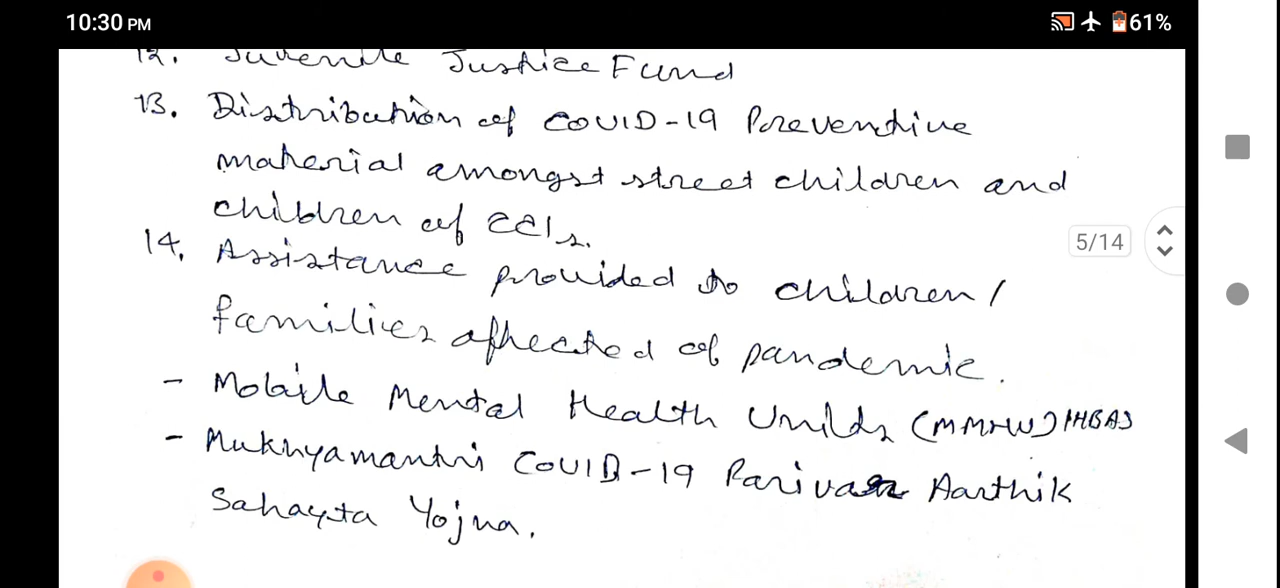 10:30 PM 61%
12. Juvenile Justice Fund
13. Distribution of COVID-19 Preventive
material amongst street children and
children of CCIs.
5/14
14. Assistance provided to children/
families affected of pandemic.
- Mobile Mental Health Units (MMHU) IHBAS
- Mukhyamantri COVID-19 Parivar Aarthik
Sahayta Yojna.